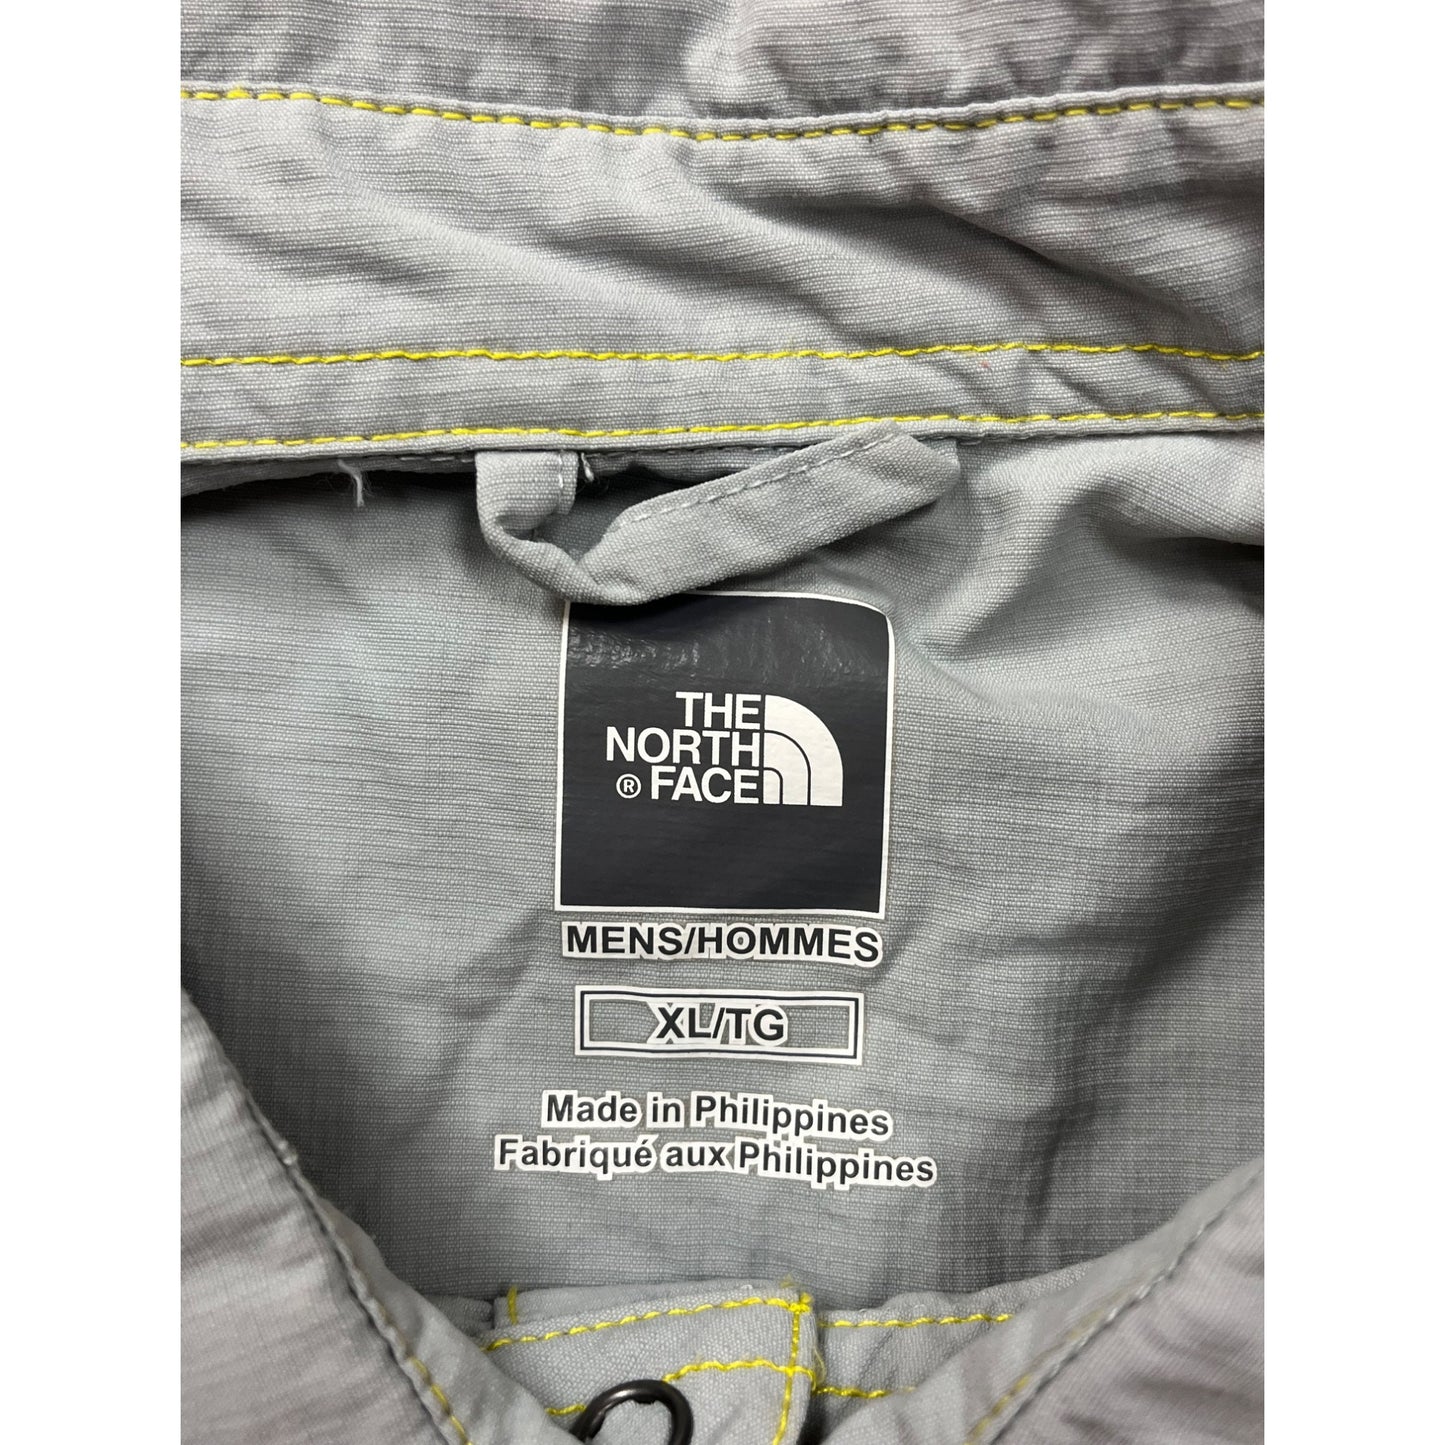 THE
NORTH
® FACE
MENS/HOMMES
XL/TG
Made in Philippines
Fabriqué aux Philippines